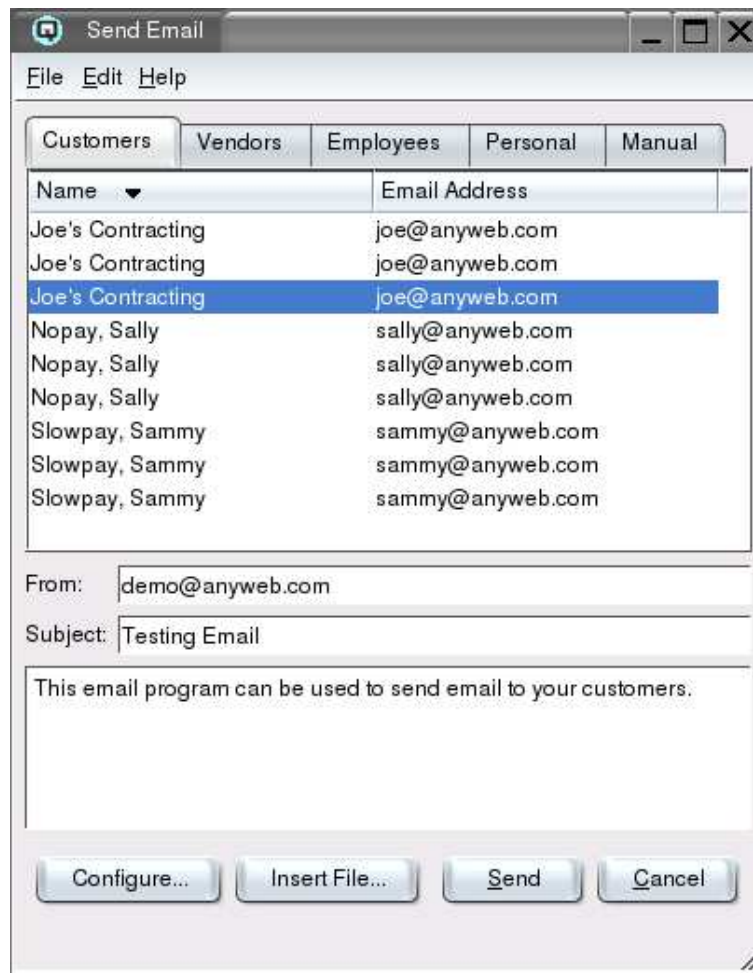 Send Email
File Edit Help
Customers Vendors Employees Personal Manual
Name Email Address
Joe's Contracting joe@anyweb.com
Joe's Contracting joe@anyweb.com
Joe's Contracting joe@anyweb.com
Nopay, Sally sally@anyweb.com
Nopay, Sally sally@anyweb.com
Nopay, Sally sally@anyweb.com
Slowpay, Sammy sammy@anyweb.com
Slowpay, Sammy sammy@anyweb.com
Slowpay, Sammy sammy@anyweb.com
From: demo@anyweb.com
Subject: Testing Email
This email program can be used to send email to your customers.
Configure... Insert File... Send Cancel